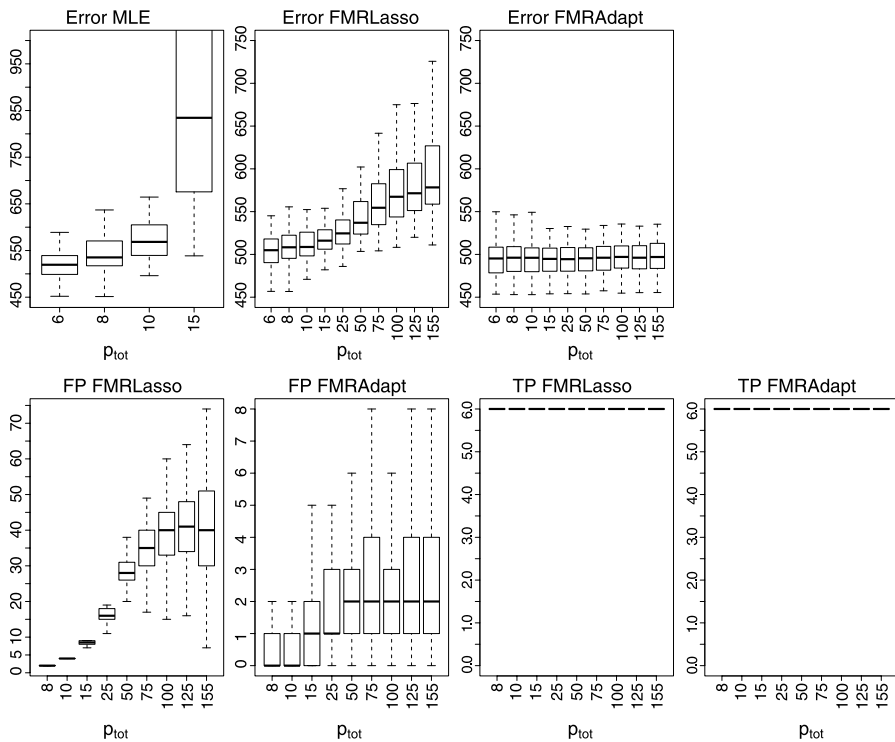 Error MLE
450 550 650 750 850 950
6 8 10 15
ptot
Error FMRLasso
450 500 550 600 650 700 750
6 8 10 15 25 50 75 100 125 155
ptot
Error FMRAdapt
450 500 550 600 650 700 750
6 8 10 15 25 50 75 100 125 155
ptot
FP FMRLasso
0 5 10 20 30 40 50 60 70
8 10 15 25 50 75 100 125 155
ptot
FP FMRAdapt
0 1 2 3 4 5 6 7 8
8 10 15 25 50 75 100 125 155
ptot
TP FMRLasso
0.0 1.0 2.0 3.0 4.0 5.0 6.0
8 10 15 25 50 75 100 125 155
ptot
TP FMRAdapt
0.0 1.0 2.0 3.0 4.0 5.0 6.0
8 10 15 25 50 75 100 125 155
ptot